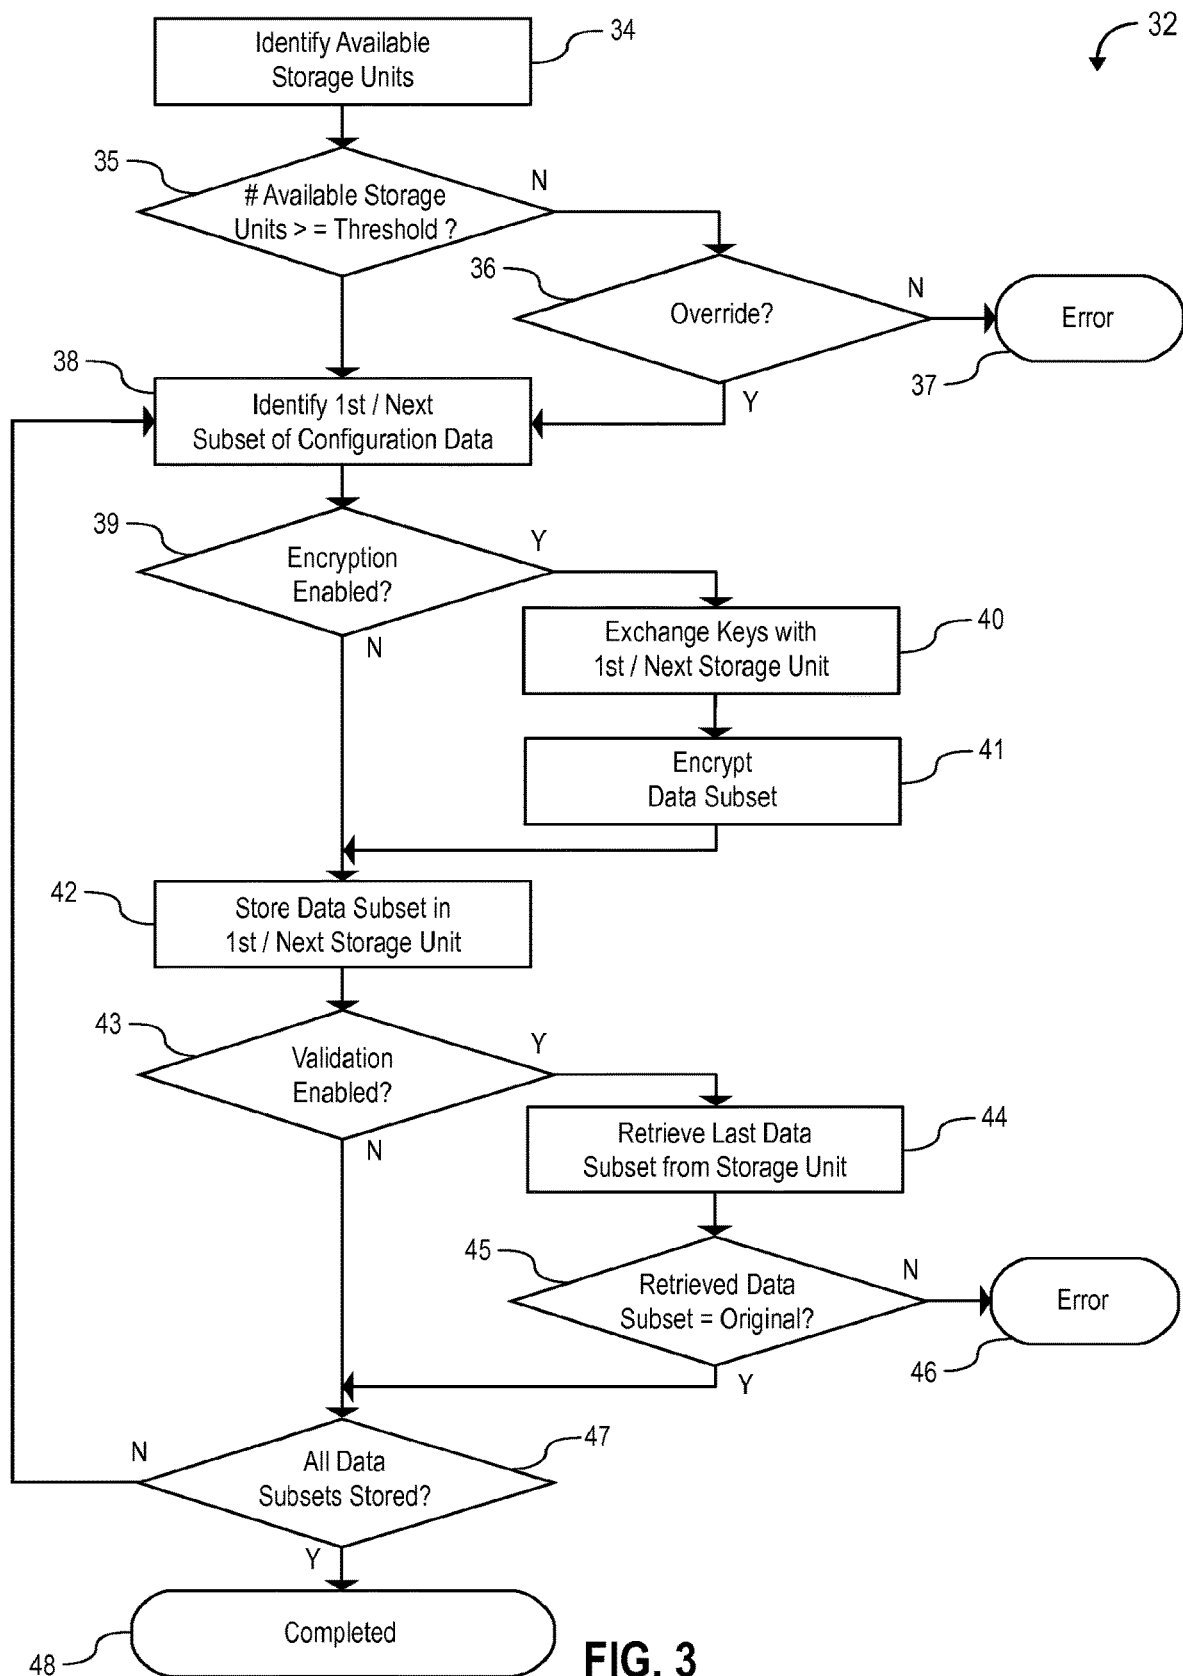 32
Identify Available
Storage Units
34
35
# Available Storage
Units > = Threshold ?
N
36
Override?
N
Error
37
Y
38
Identify 1st / Next
Subset of Configuration Data
39
Encryption
Enabled?
Y
N
Exchange Keys with
1st / Next Storage Unit
40
Encrypt
Data Subset
41
42
Store Data Subset in
1st / Next Storage Unit
43
Validation
Enabled?
Y
N
Retrieve Last Data
Subset from Storage Unit
44
45
Retrieved Data
Subset = Original?
N
Error
46
Y
N
All Data
Subsets Stored?
47
Y
Completed
48
FIG. 3